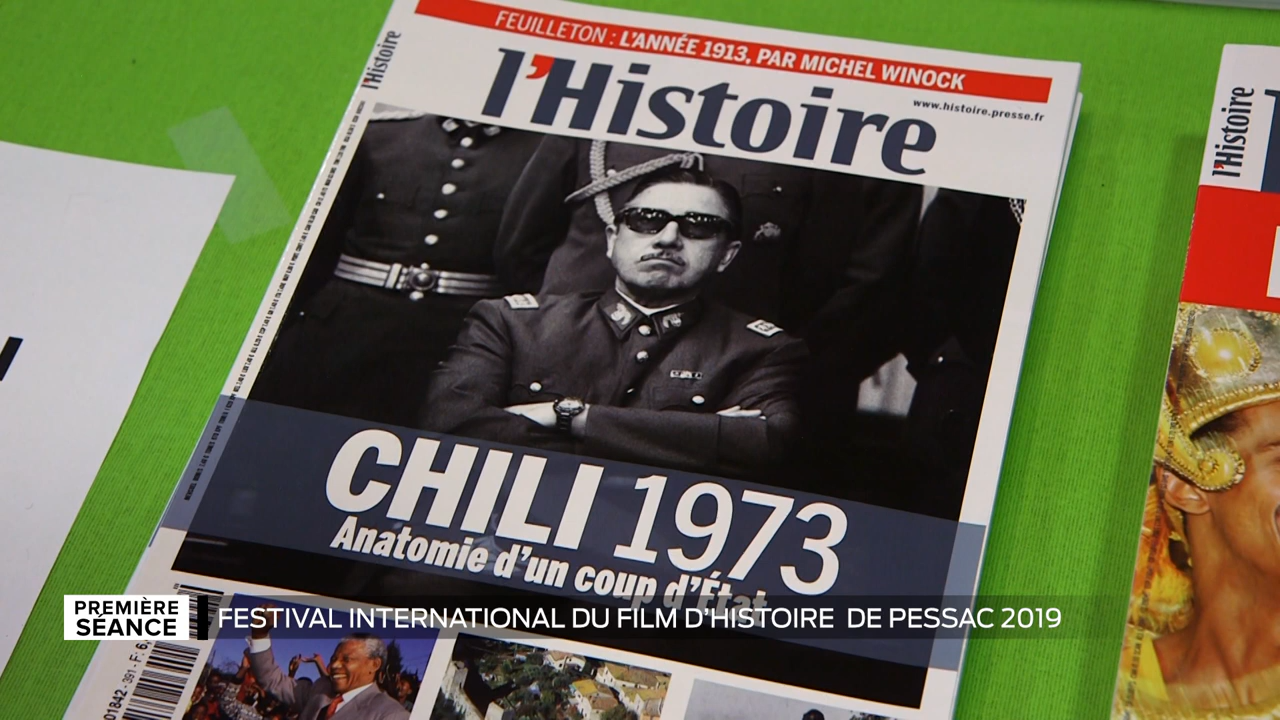 FEUILLETON : L'ANNÉE 1913, PAR MICHEL WINOCK
l'Histoire
www.histoire.presse.fr
l'Histoire
l'Histoire
CHILI 1973
Anatomie d'un coup d'État
PREMIÈRE
SÉANCE
FESTIVAL INTERNATIONAL DU FILM D'HISTOIRE DE PESSAC 2019